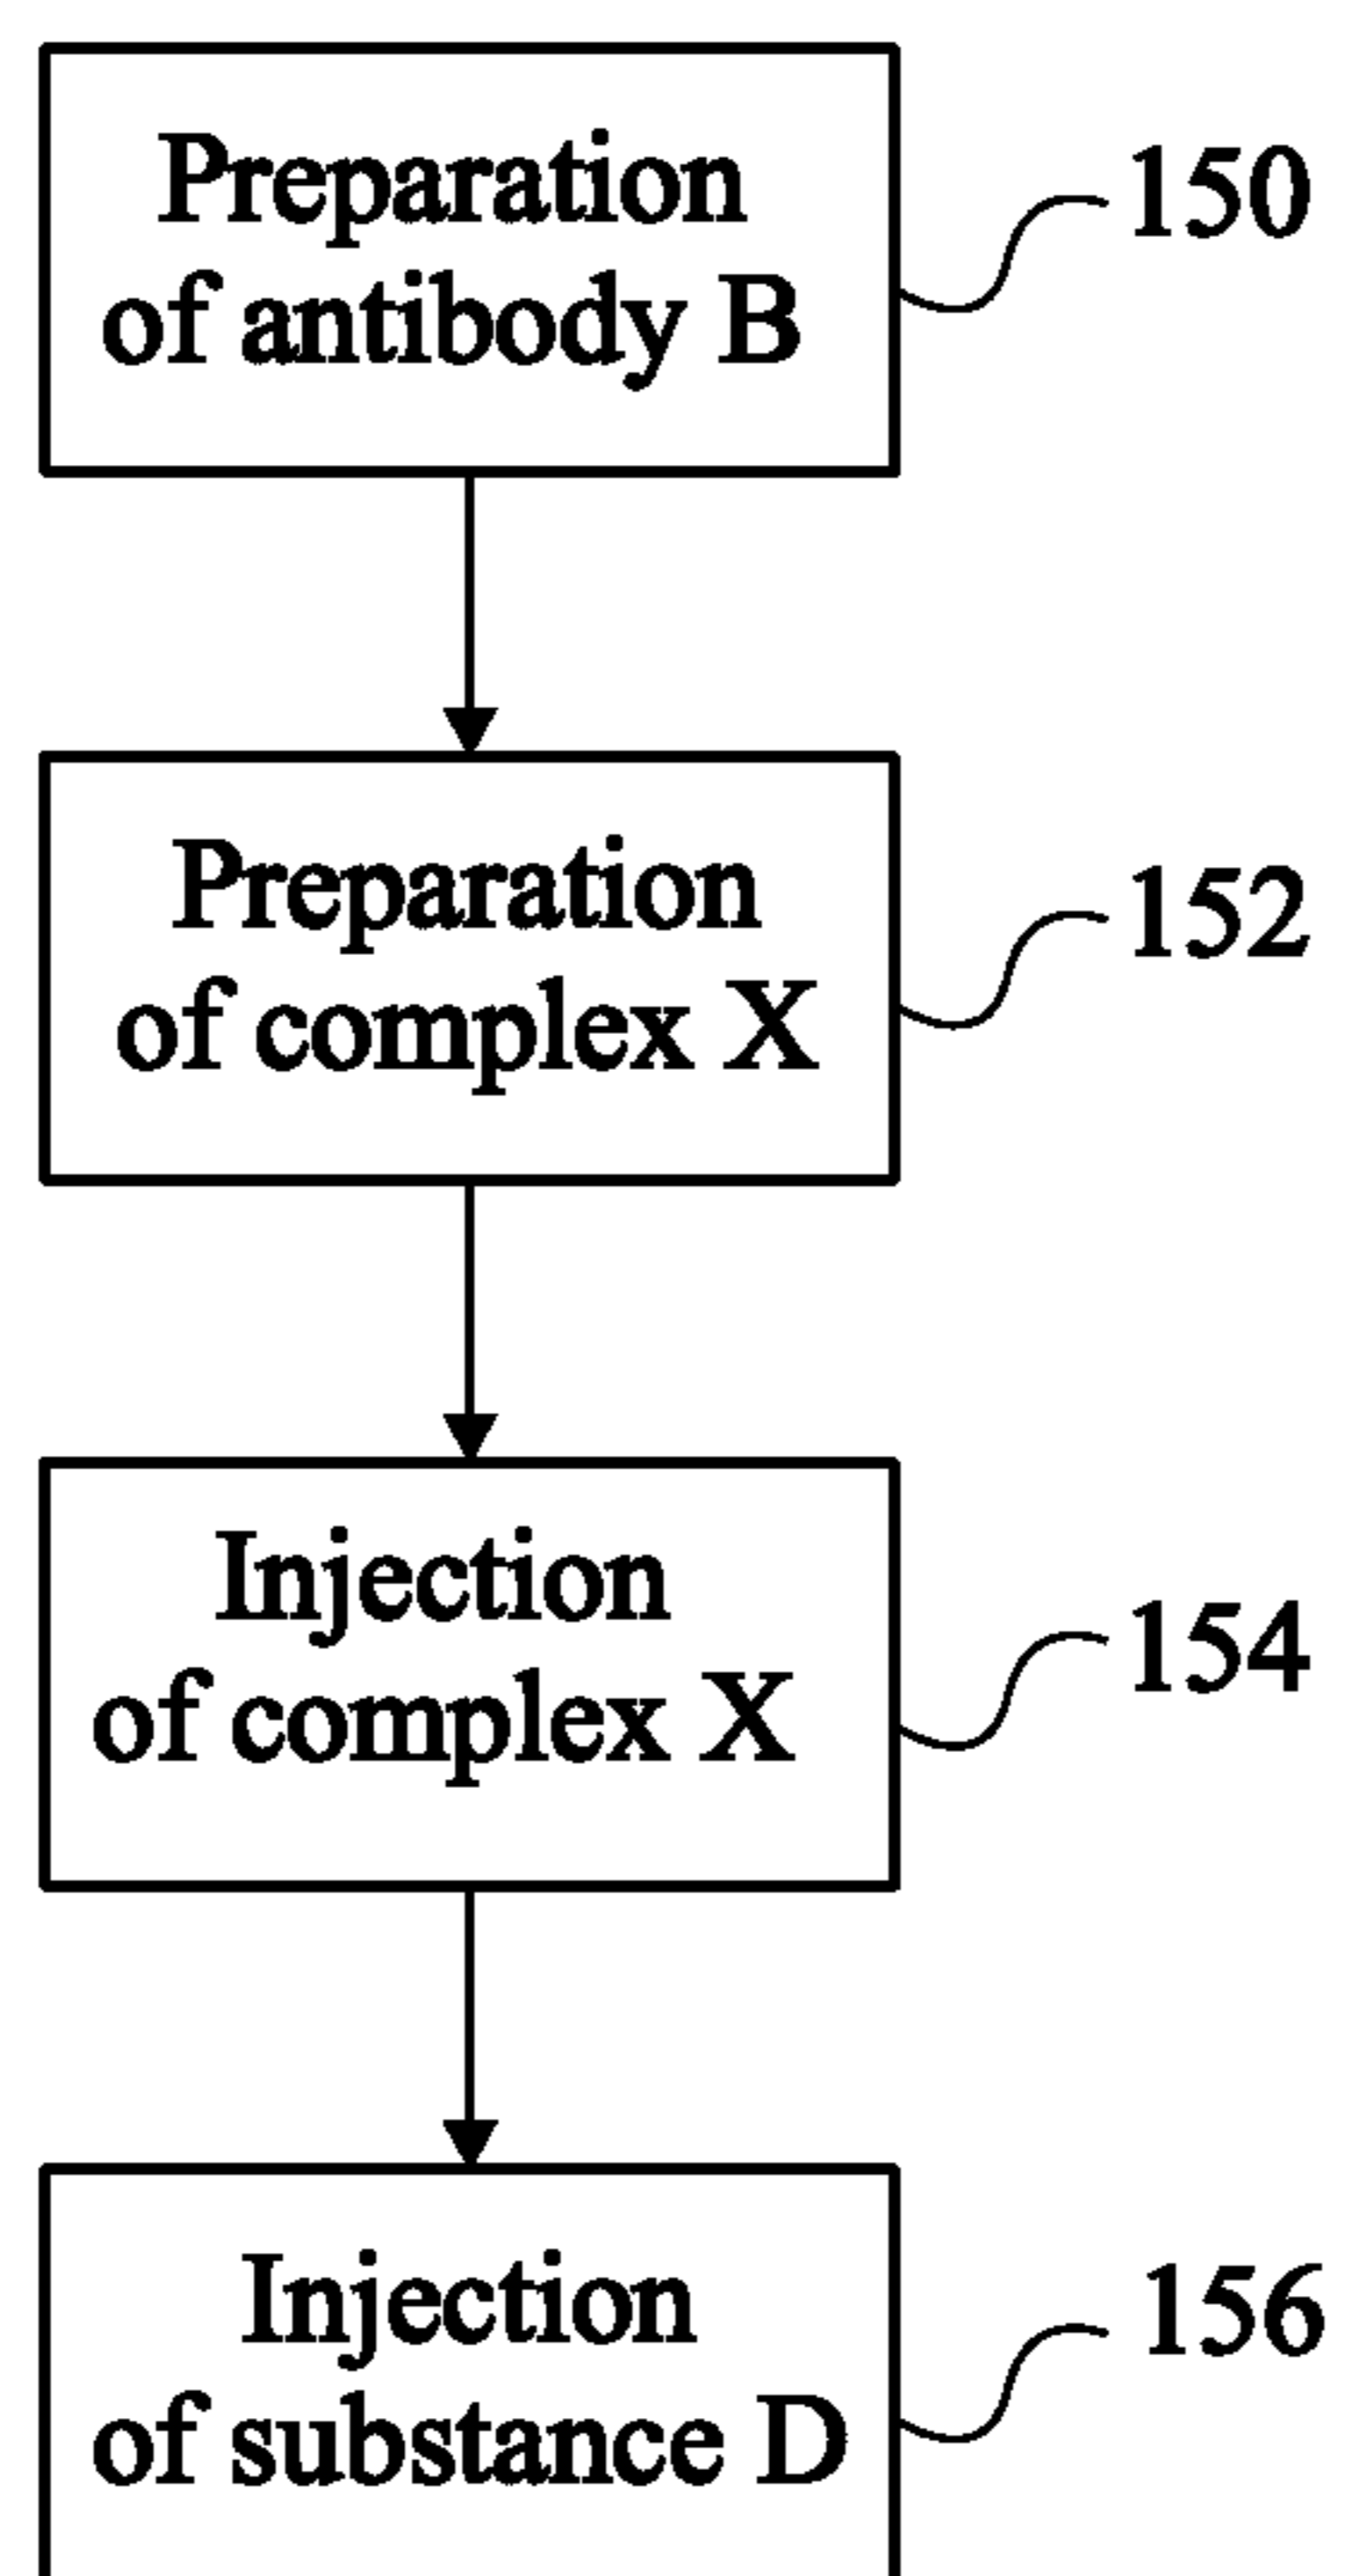 Preparation
of antibody B
150
Preparation
of complex X
152
Injection
of complex X
154
Injection
of substance D
156